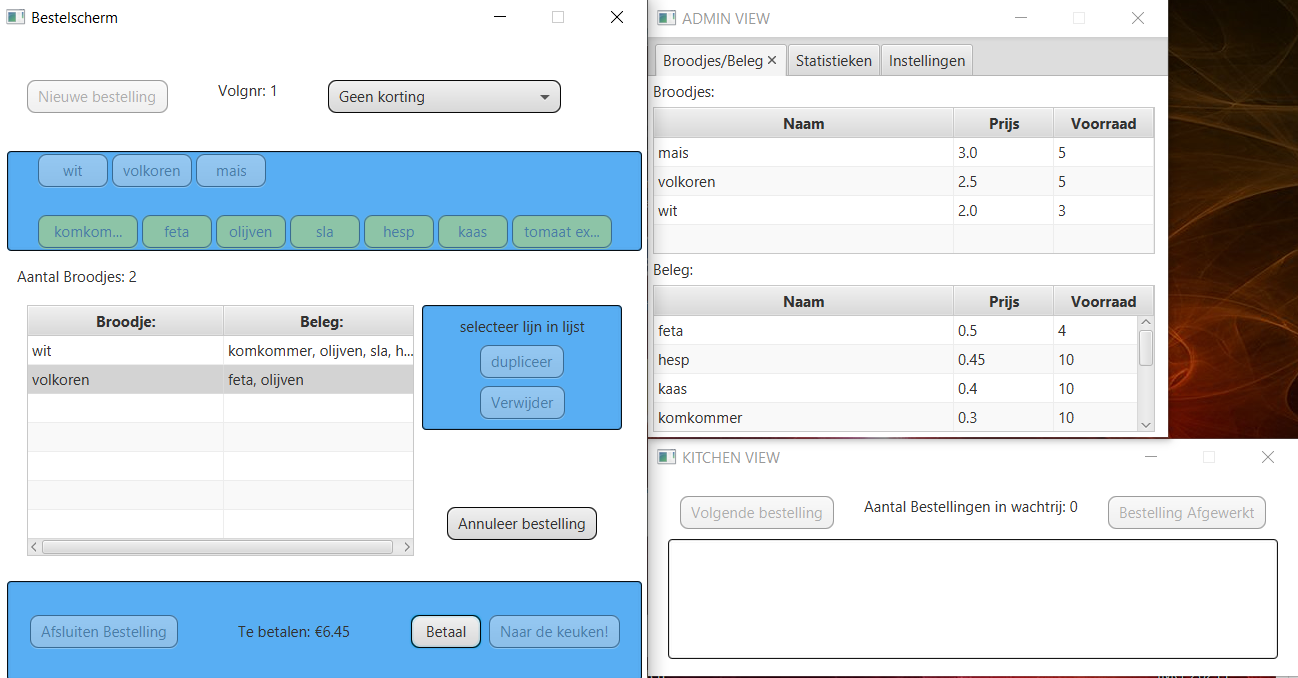 Bestelscherm
Nieuwe bestelling
Volgnr: 1
Geen korting
wit
volkoren
mais
komkom...
feta
olijven
sla
hesp
kaas
tomaat ex...
Aantal Broodjes: 2
Broodje: Beleg:
wit komkommer, olijven, sla, h...
volkoren feta, olijven
selecteer lijn in lijst
dupliceer
Verwijder
Annuleer bestelling
Afsluiten Bestelling
Te betalen: €6.45
Betaal
Naar de keuken!
ADMIN VIEW
Broodjes/Beleg
Statistieken
Instellingen
Broodjes:
Naam Prijs Voorraad
mais 3.0 5
volkoren 2.5 5
wit 2.0 3
Beleg:
Naam Prijs Voorraad
feta 0.5 4
hesp 0.45 10
kaas 0.4 10
komkommer 0.3 10
KITCHEN VIEW
Volgende bestelling
Aantal Bestellingen in wachtrij: 0
Bestelling Afgewerkt